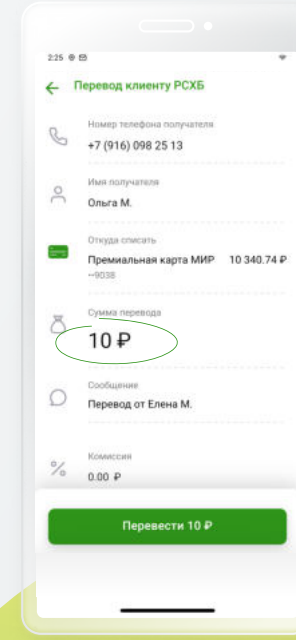 2:25
Перевод клиенту РСХБ
Номер телефона получателя
+7 (916) 098 25 13
Имя получателя
Ольга М.
Откуда списать
Премиальная карта МИР 10 340.74 ₽
··9038
Сумма перевода
10 ₽
Сообщение
Перевод от Елена М.
Комиссия
0.00 ₽
Перевести 10 ₽